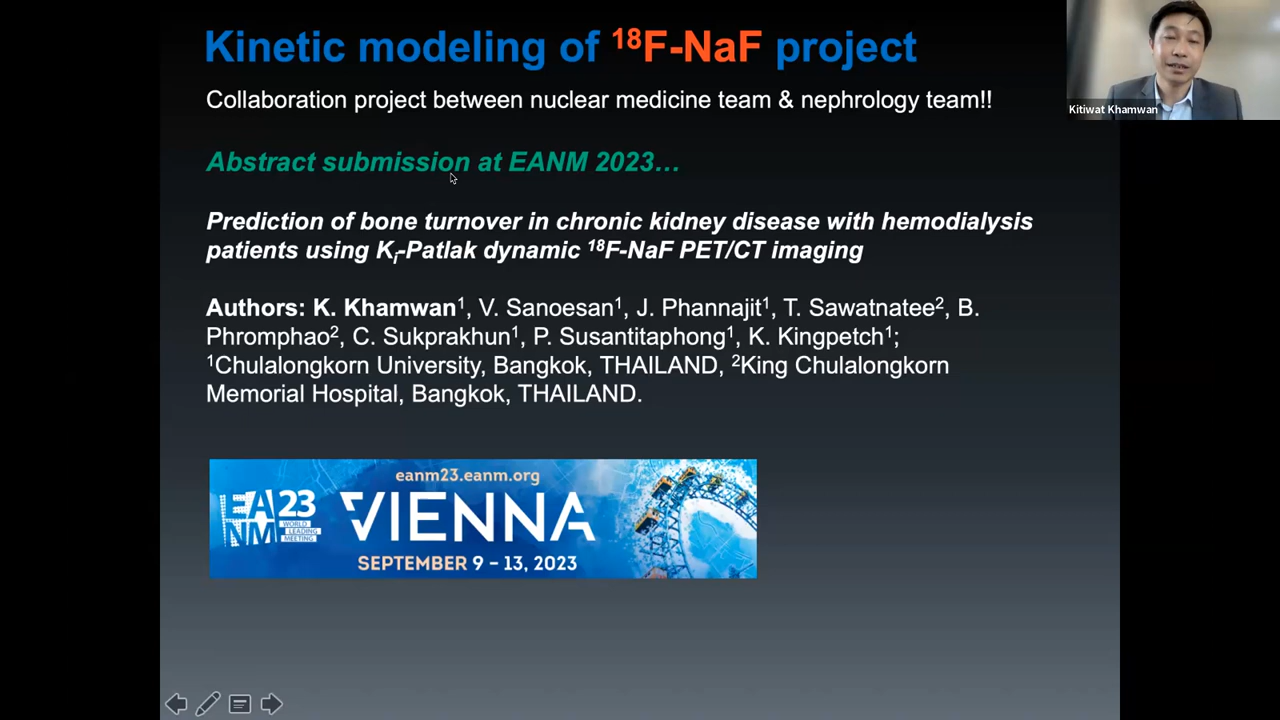 Kinetic modeling of ¹⁸F-NaF project
Collaboration project between nuclear medicine team & nephrology team!!
Abstract submission at EANM 2023...
Prediction of bone turnover in chronic kidney disease with hemodialysis
patients using Kᵢ-Patlak dynamic ¹⁸F-NaF PET/CT imaging
Authors: K. Khamwan¹, V. Sanoesan¹, J. Phannajit¹, T. Sawatnatee², B.
Phromphao², C. Sukprakhun¹, P. Susantitaphong¹, K. Kingpetch¹;
¹Chulalongkorn University, Bangkok, THAILAND, ²King Chulalongkorn
Memorial Hospital, Bangkok, THAILAND.
eanm23.eanm.org
EANM 23
WORLD
LEADING
MEETING
VIENNA
SEPTEMBER 9 – 13, 2023
Kitiwat Khamwan